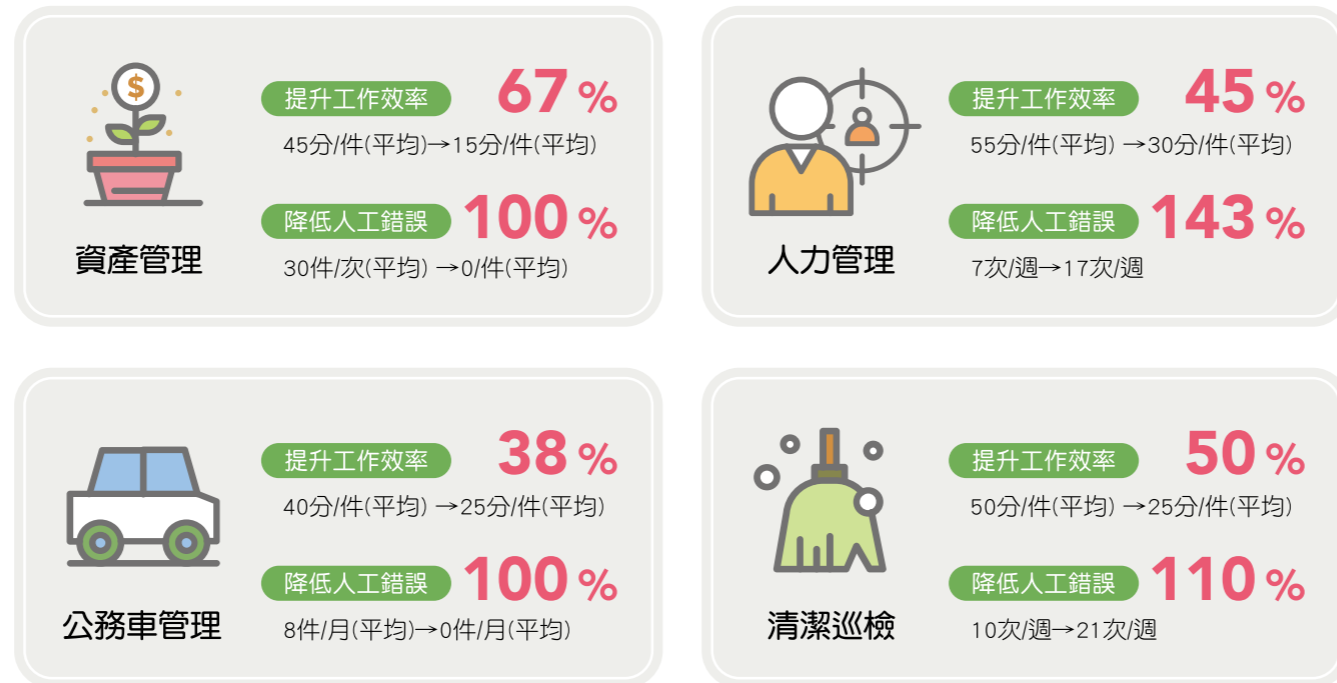 $
提升工作效率 67 %
45分/件(平均)→15分/件(平均)
降低人工錯誤 100 %
30件/次(平均) →0/件(平均)
資產管理
提升工作效率 45 %
55分/件(平均) →30分/件(平均)
降低人工錯誤 143 %
7次/週→17次/週
人力管理
提升工作效率 38 %
40分/件(平均) →25分/件(平均)
降低人工錯誤 100 %
8件/月(平均)→0件/月(平均)
公務車管理
提升工作效率 50 %
50分/件(平均) →25分/件(平均)
降低人工錯誤 110 %
10次/週→21次/週
清潔巡檢